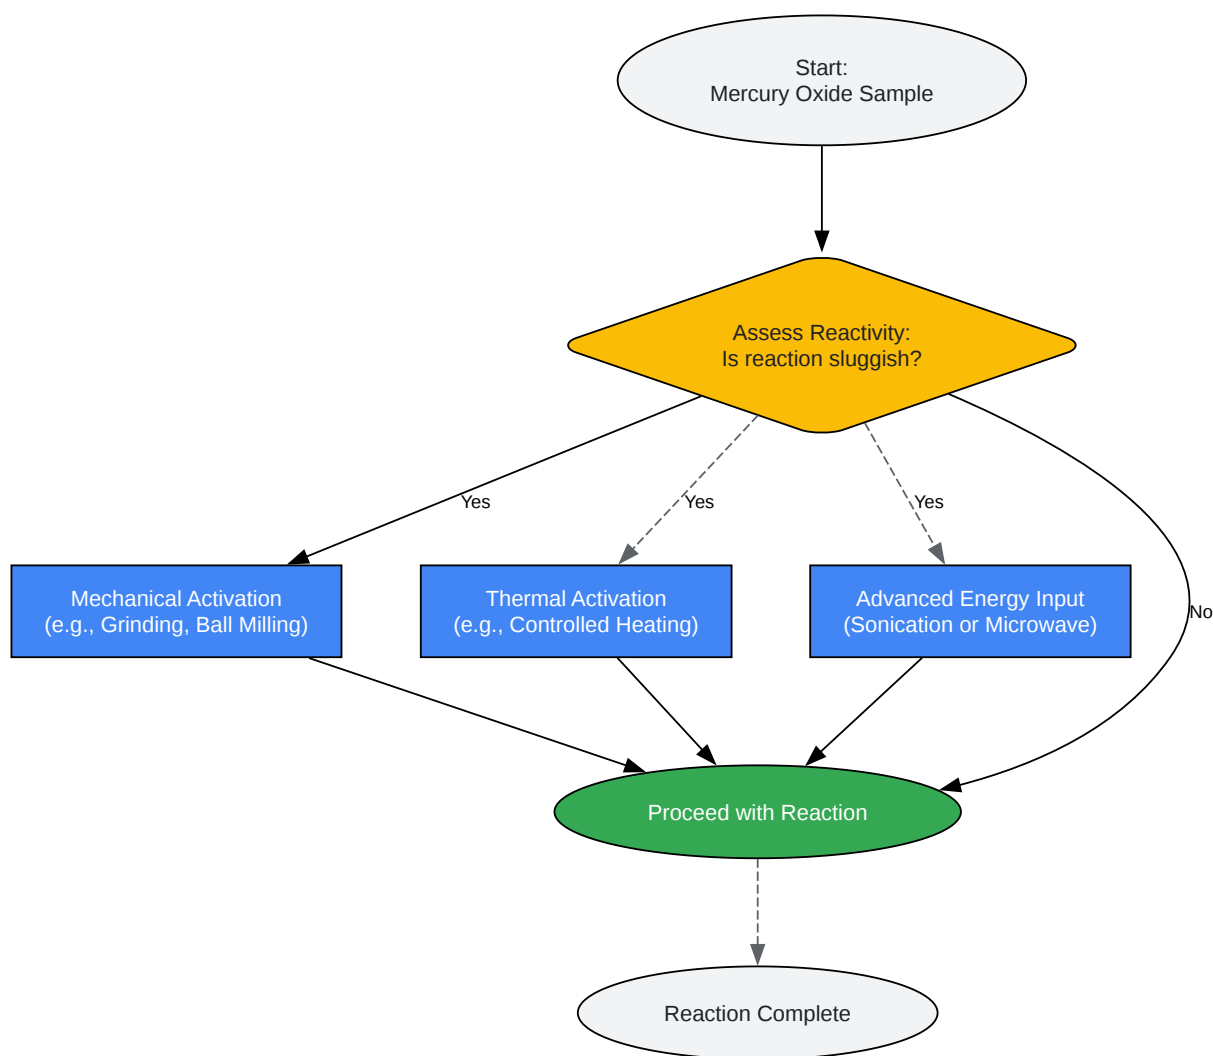 Start:
Mercury Oxide Sample
Assess Reactivity:
Is reaction sluggish?
Yes
Yes
Yes
No
Mechanical Activation
(e.g., Grinding, Ball Milling)
Thermal Activation
(e.g., Controlled Heating)
Advanced Energy Input
(Sonication or Microwave)
Proceed with Reaction
Reaction Complete